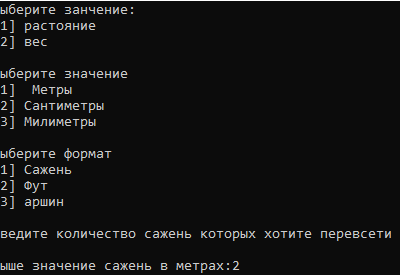 ыберите занчение:
1] растояние
2] вес
ыберите значение
1]  Метры
2] Сантиметры
3] Милиметры
ыберите формат
1] Сажень
2] Фут
3] аршин
ведите количество сажень которых хотите перевсети
ыше значение сажень в метрах:2